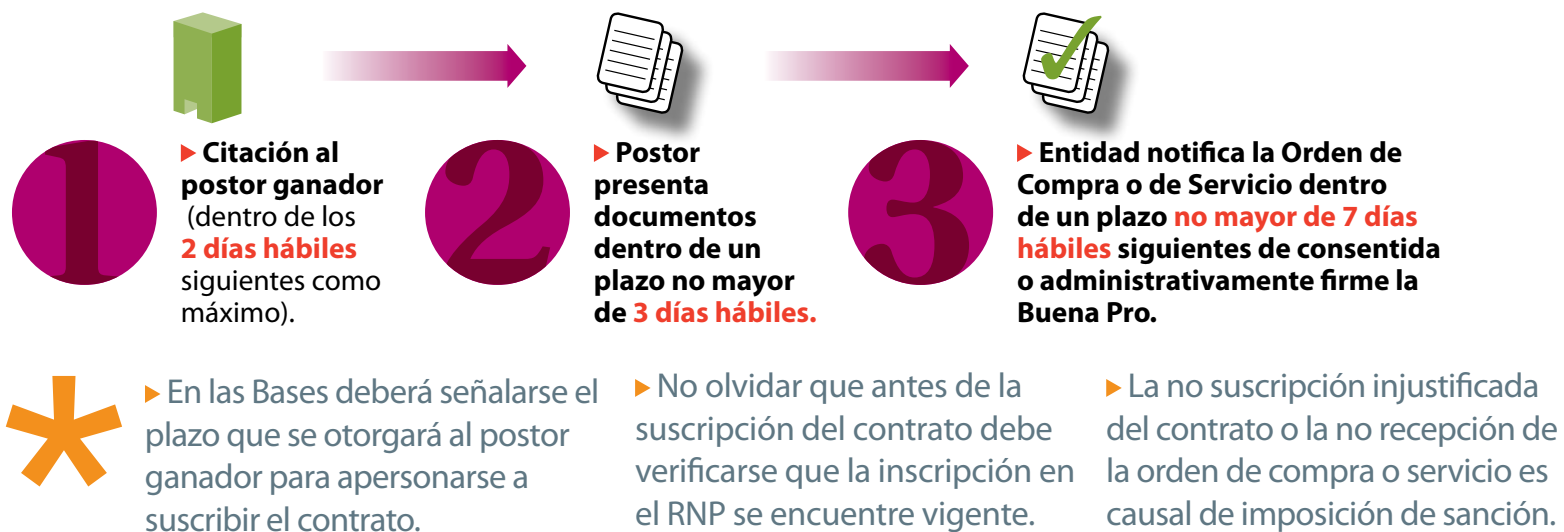 1
▶ Citación al
postor ganador
(dentro de los
2 días hábiles
siguientes como
máximo).
2
▶ Postor
presenta
documentos
dentro de un
plazo no mayor
de 3 días hábiles.
3
▶ Entidad notifica la Orden de
Compra o de Servicio dentro
de un plazo no mayor de 7 días
hábiles siguientes de consentida
o administrativamente firme la
Buena Pro.
*
▶ En las Bases deberá señalarse el
plazo que se otorgará al postor
ganador para apersonarse a
suscribir el contrato.
▶ No olvidar que antes de la
suscripción del contrato debe
verificarse que la inscripción en
el RNP se encuentre vigente.
▶ La no suscripción injustificada
del contrato o la no recepción de
la orden de compra o servicio es
causal de imposición de sanción.